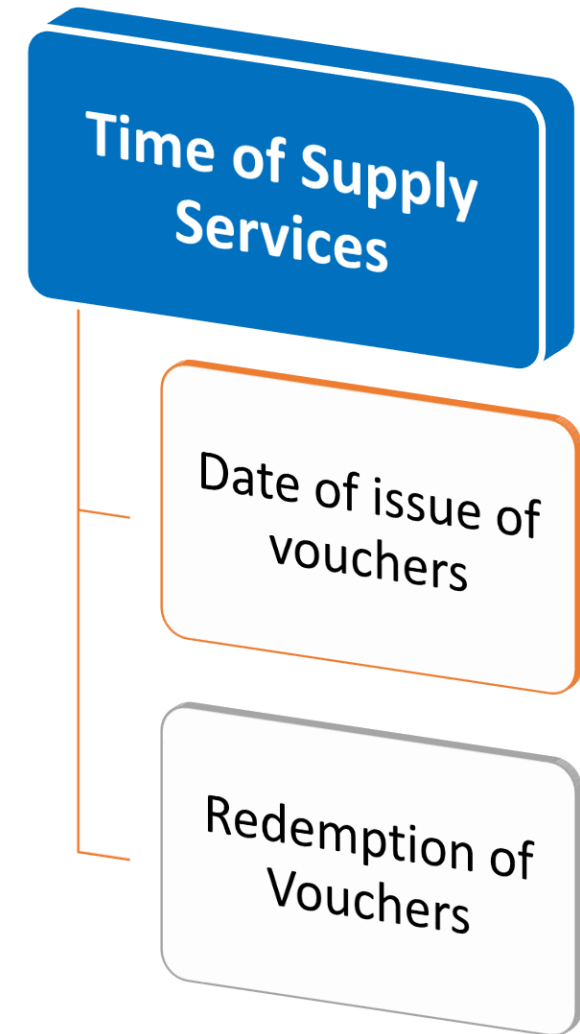 Time of Supply
Services
Date of issue of
vouchers
Redemption of
Vouchers